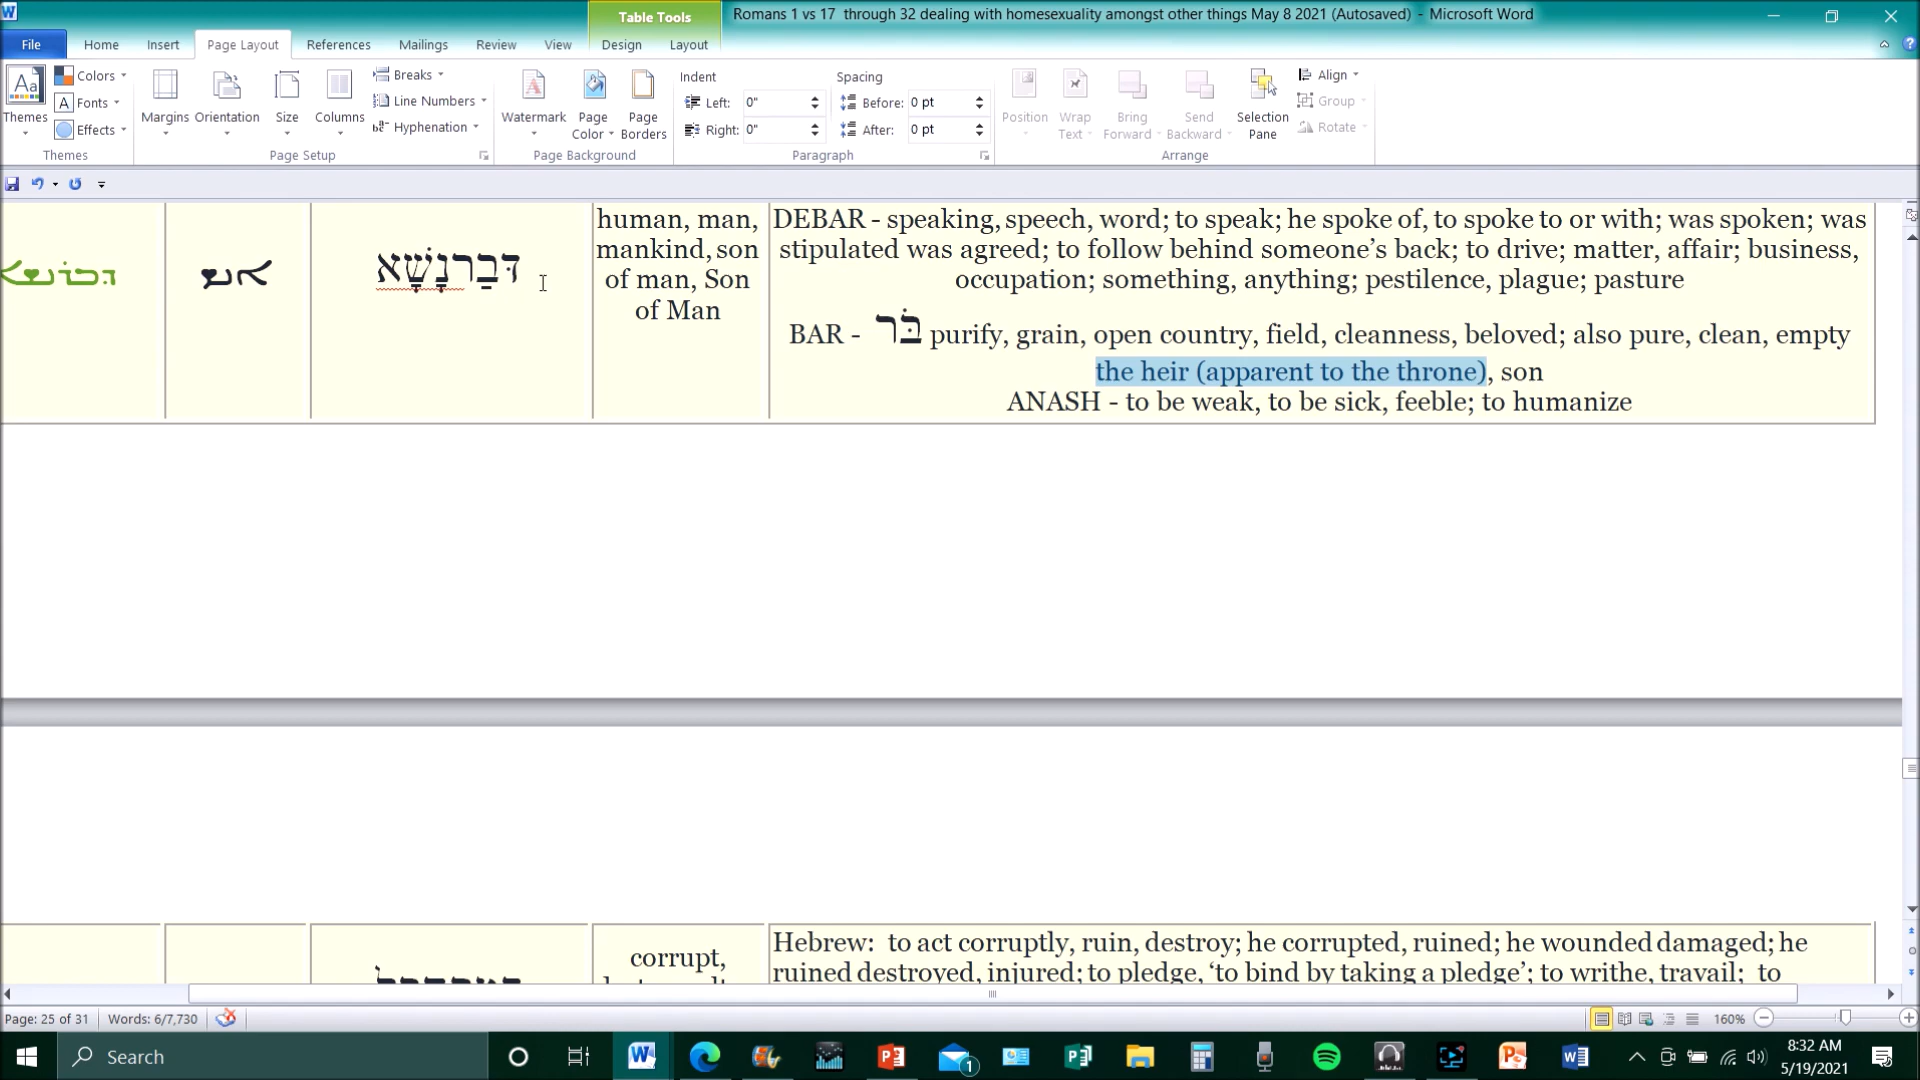 Table Tools
Romans 1 vs 17 through 32 dealing with homesexuality amongst other things May 8 2021 (Autosaved) - Microsoft Word
File Home Insert Page Layout References Mailings Review View Design Layout
Themes
Colors
Fonts
Effects
Themes
Margins Orientation Size Columns
Breaks
Line Numbers
Hyphenation
Page Setup
Watermark Page Color Page Borders
Page Background
Indent
Left: 0"
Right: 0"
Spacing
Before: 0 pt
After: 0 pt
Paragraph
Position Wrap Text Bring Forward Send Backward Selection Pane
Align
Group
Rotate
Arrange
דְּבַרנָשָׁא
human, man,
mankind, son
of man, Son
of Man
DEBAR - speaking, speech, word; to speak; he spoke of, to spoke to or with; was spoken; was
stipulated was agreed; to follow behind someone's back; to drive; matter, affair; business,
occupation; something, anything; pestilence, plague; pasture
BAR - בֹּר purify, grain, open country, field, cleanness, beloved; also pure, clean, empty
the heir (apparent to the throne), son
ANASH - to be weak, to be sick, feeble; to humanize
corrupt,
Hebrew: to act corruptly, ruin, destroy; he corrupted, ruined; he wounded damaged; he
ruined destroyed, injured; to pledge, 'to bind by taking a pledge'; to writhe, travail; to
Page: 25 of 31 Words: 6/7,730 160%
Search
8:32 AM
5/19/2021